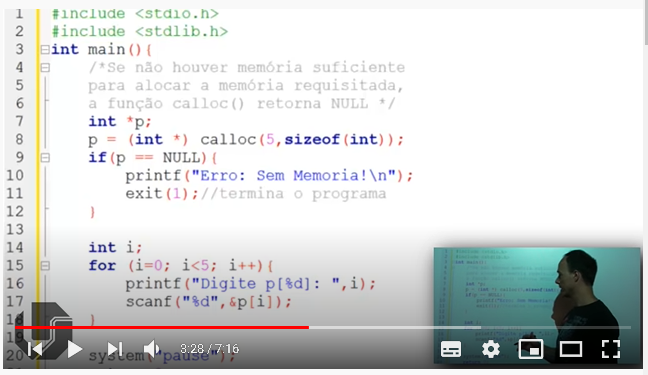 1 #include <stdio.h>
2 #include <stdlib.h>
3 int main(){
4 /*Se não houver memória suficiente
5 para alocar a memória requisitada,
6 a função calloc() retorna NULL */
7 int *p;
8 p = (int *) calloc(5,sizeof(int));
9 if(p == NULL){
10 printf("Erro: Sem Memoria!\n");
11 exit(1);//termina o programa
12 }
13
14 int i;
15 for (i=0; i<5; i++){
16 printf("Digite p[%d]: ",i);
17 scanf("%d",&p[i]);
18 }
19
20 system("pause");
3:28 / 7:16